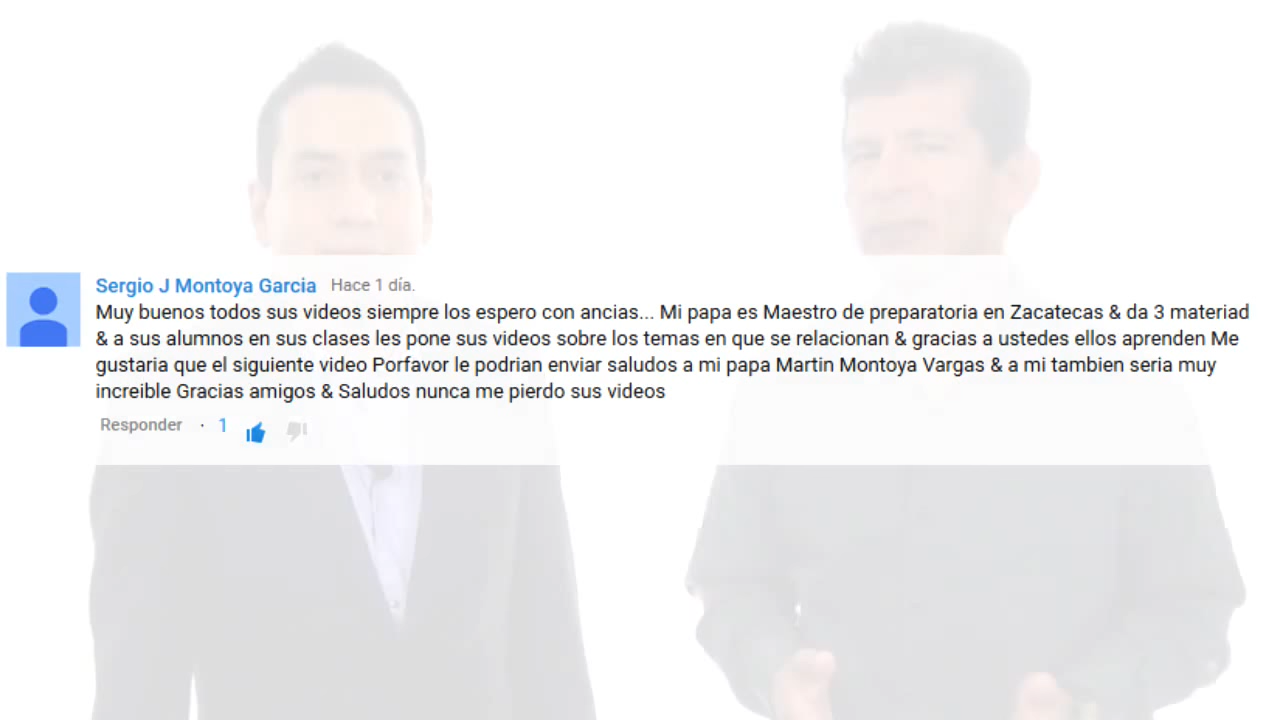 Sergio J Montoya Garcia Hace 1 día.
Muy buenos todos sus videos siempre los espero con ancias... Mi papa es Maestro de preparatoria en Zacatecas & da 3 materiad
& a sus alumnos en sus clases les pone sus videos sobre los temas en que se relacionan & gracias a ustedes ellos aprenden Me
gustaria que el siguiente video Porfavor le podrian enviar saludos a mi papa Martin Montoya Vargas & a mi tambien seria muy
increible Gracias amigos & Saludos nunca me pierdo sus videos
Responder · 1